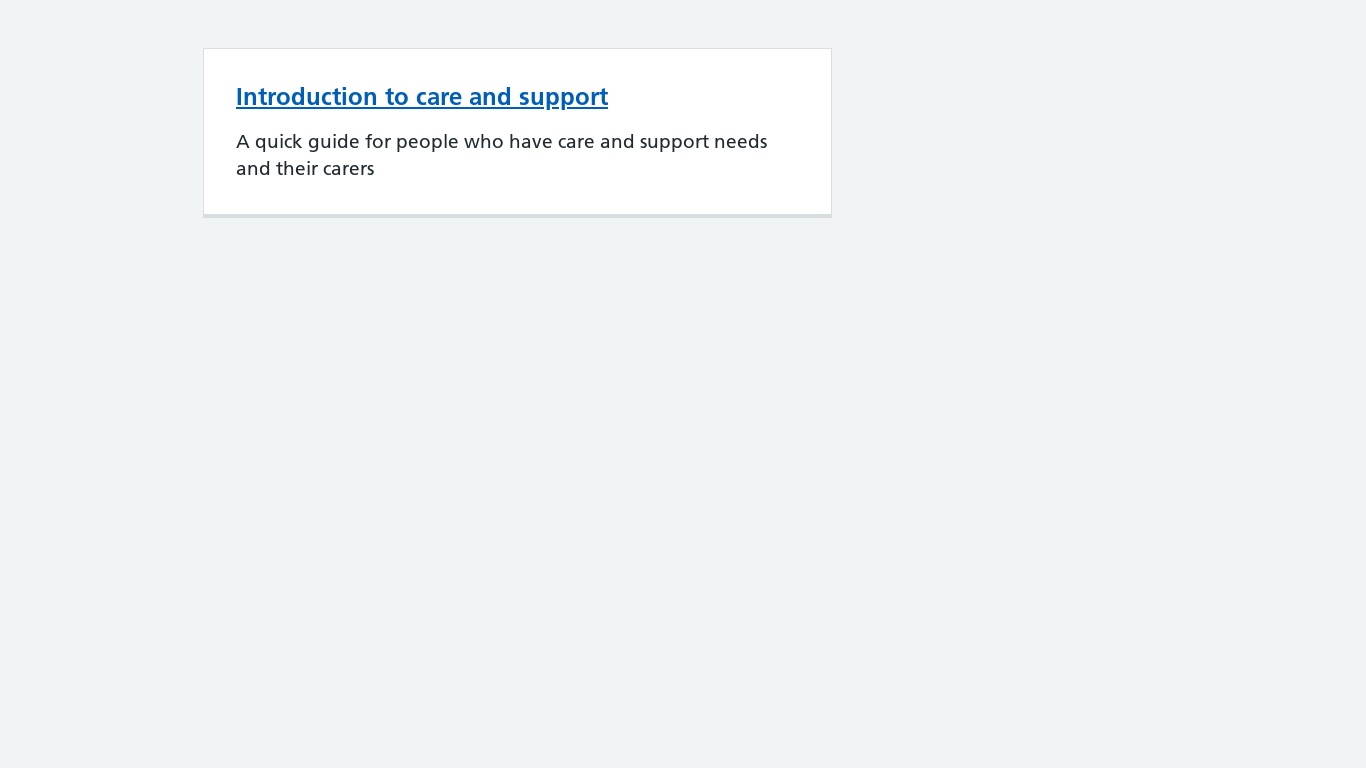 Introduction to care and support
A quick guide for people who have care and support needs
and their carers